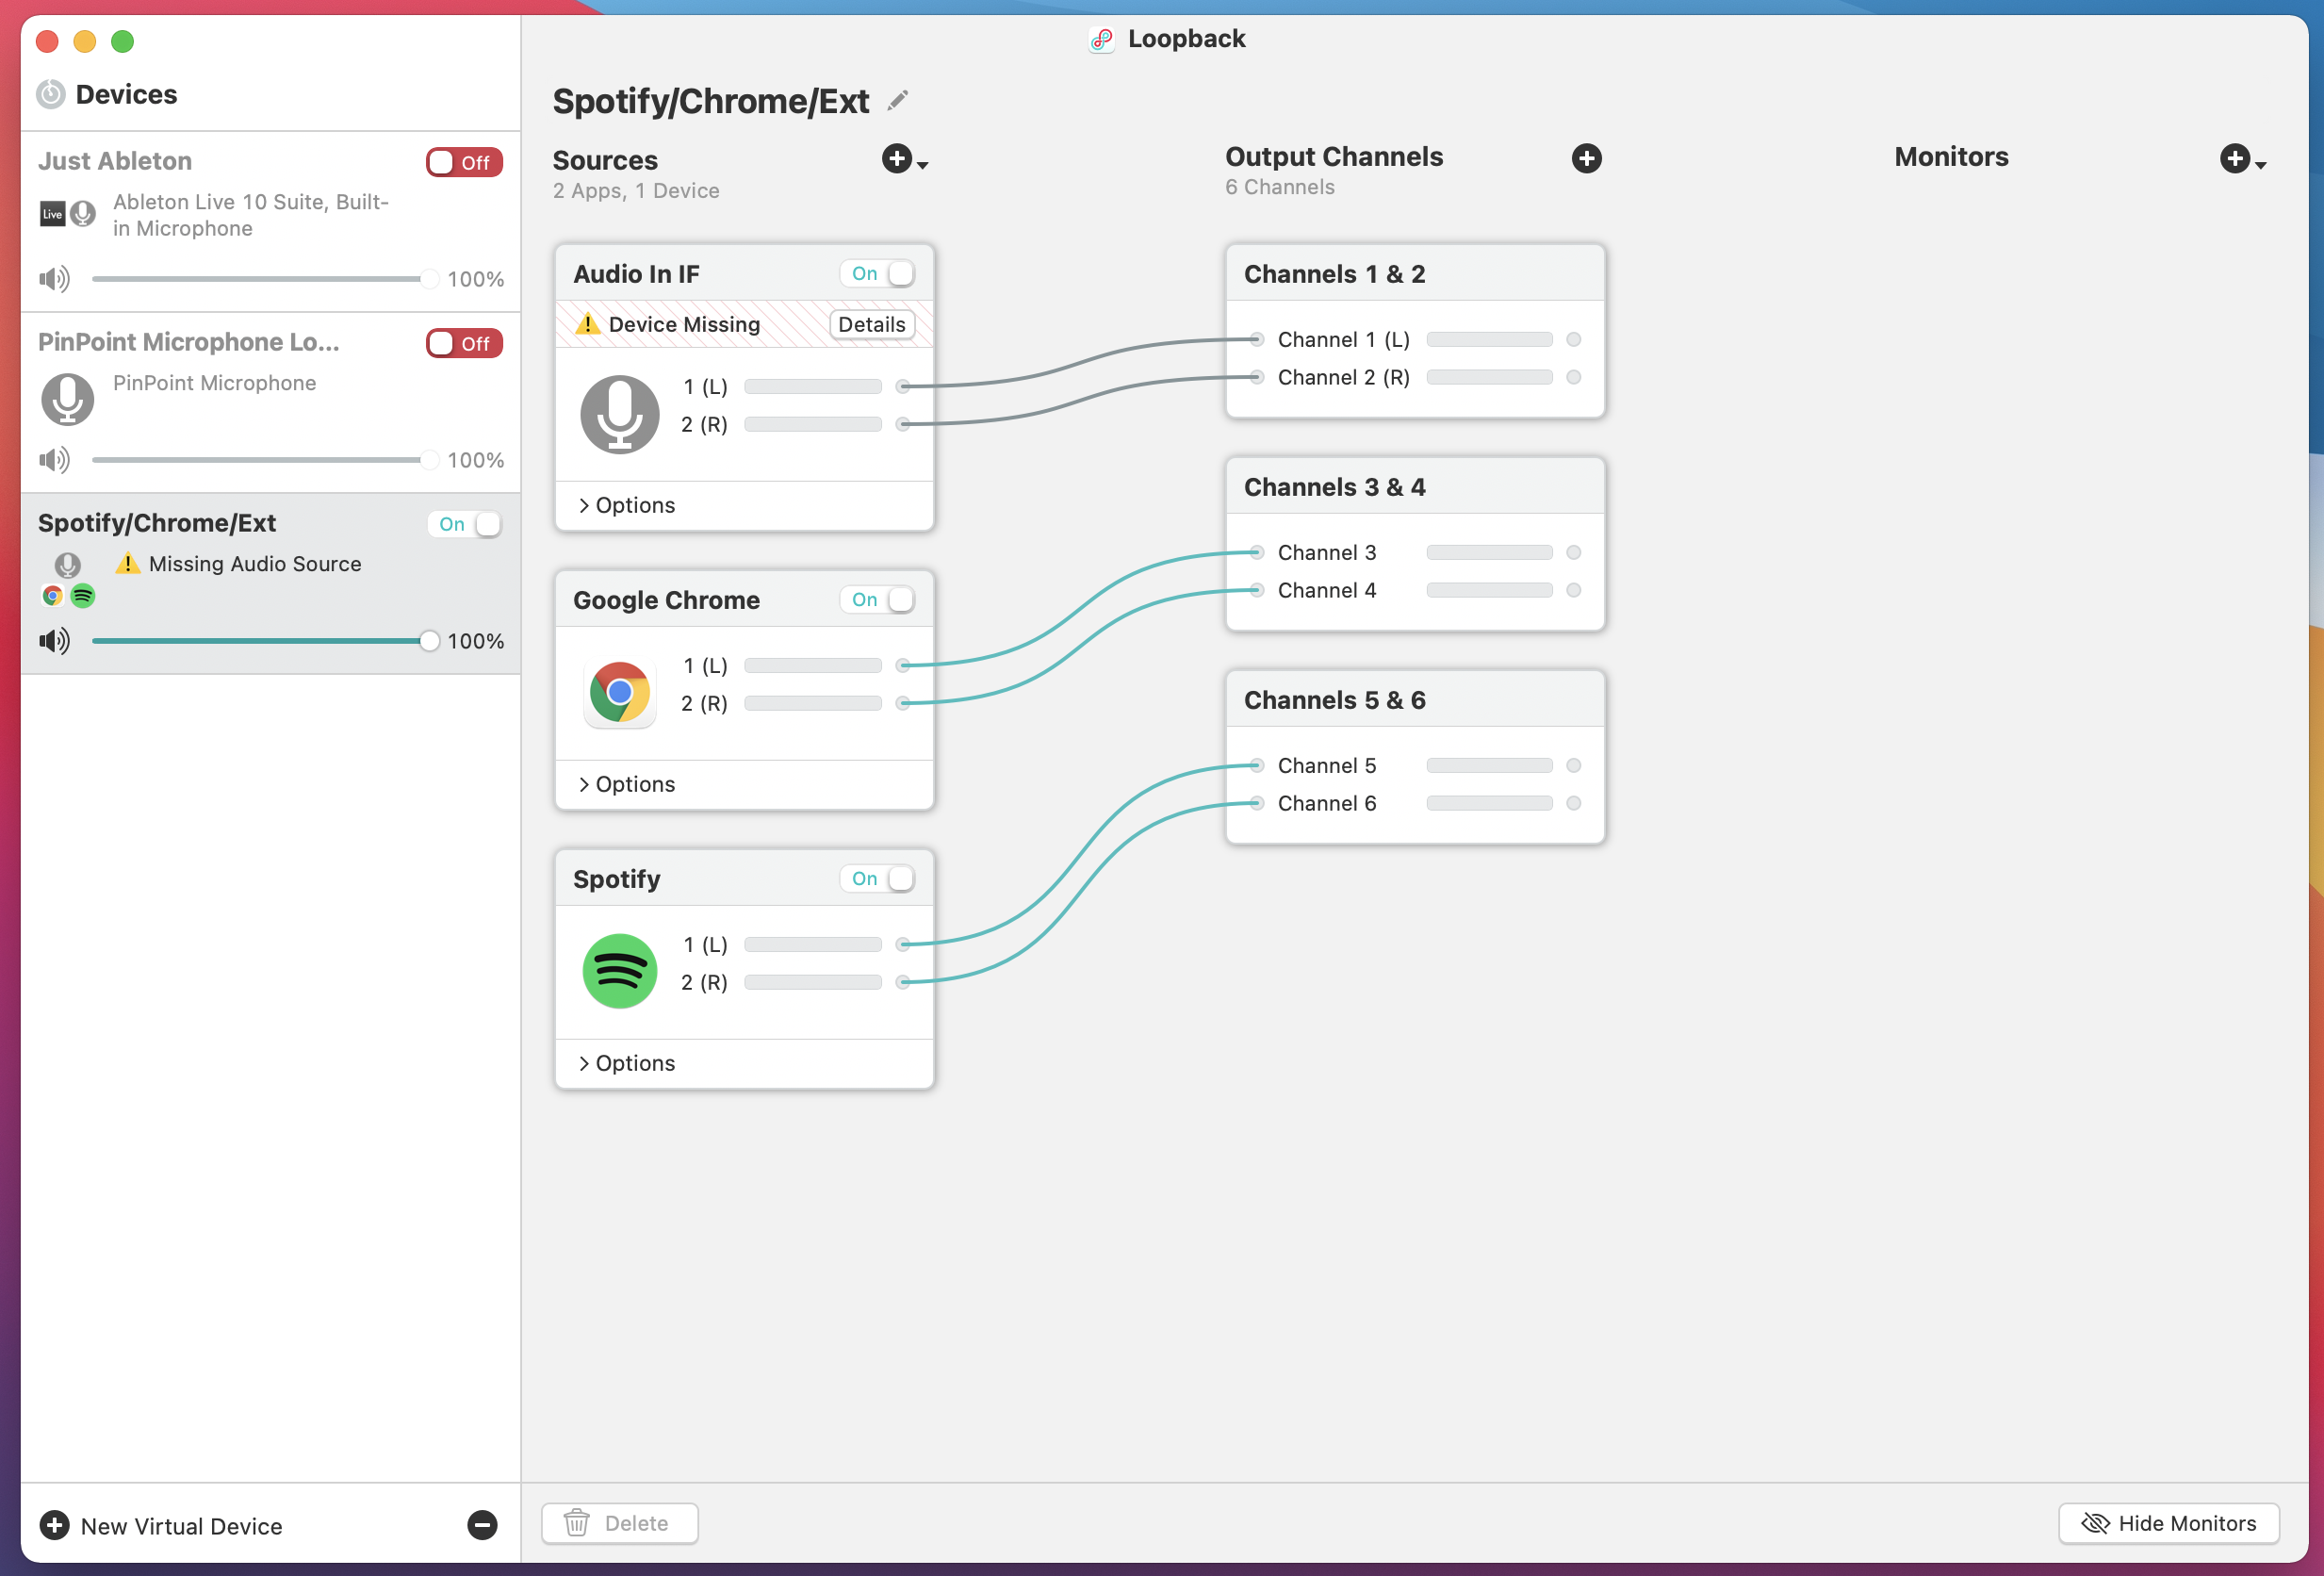 Loopback
Devices
Just Ableton
Off
Live
Ableton Live 10 Suite, Built-
in Microphone
100%
PinPoint Microphone Lo...
Off
PinPoint Microphone
100%
Spotify/Chrome/Ext
On
Missing Audio Source
100%
New Virtual Device
Spotify/Chrome/Ext
Sources
2 Apps, 1 Device
Audio In IF
On
Device Missing
Details
1 (L)
2 (R)
Options
Google Chrome
On
1 (L)
2 (R)
Options
Spotify
On
1 (L)
2 (R)
Options
Output Channels
6 Channels
Channels 1 & 2
Channel 1 (L)
Channel 2 (R)
Channels 3 & 4
Channel 3
Channel 4
Channels 5 & 6
Channel 5
Channel 6
Monitors
Delete
Hide Monitors